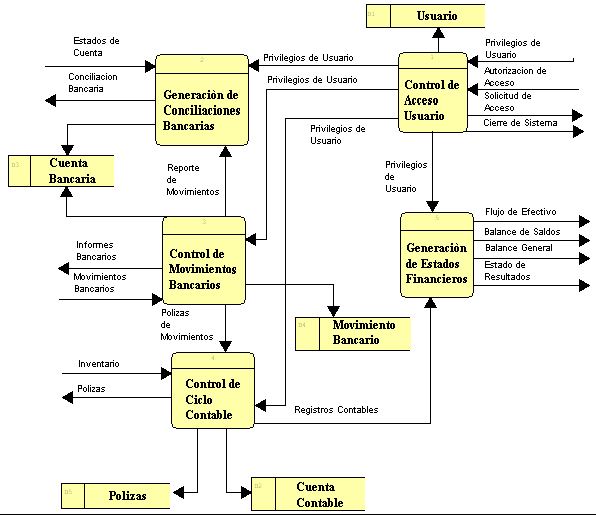 D1
Usuario
Estados de
Cuenta
Conciliacion
Bancaria
2
Generaciòn de
Conciliaciones
Bancarias
Privilegios de Usuario
Privilegios de Usuario
Privilegios de
Usuario
1
Control de
Acceso
Usuario
Privilegios de
Usuario
Autorizacion de
Acceso
Solicitud de
Acceso
Cierre de Sistema
D3
Cuenta
Bancaria
Reporte
de
Movimientos
Privilegios
de
Usuario
3
Control de
Movimientos
Bancarios
Informes
Bancarios
Movimientos
Bancarios
5
Generaciòn
de Estados
Financieros
Flujo de Efectivo
Balance de Saldos
Balance General
Estado de
Resultados
Polizas
de
Movimientos
D4
Movimiento
Bancario
4
Control de
Ciclo
Contable
Inventario
Polizas
Registros Contables
D5
Polizas
D2
Cuenta
Contable